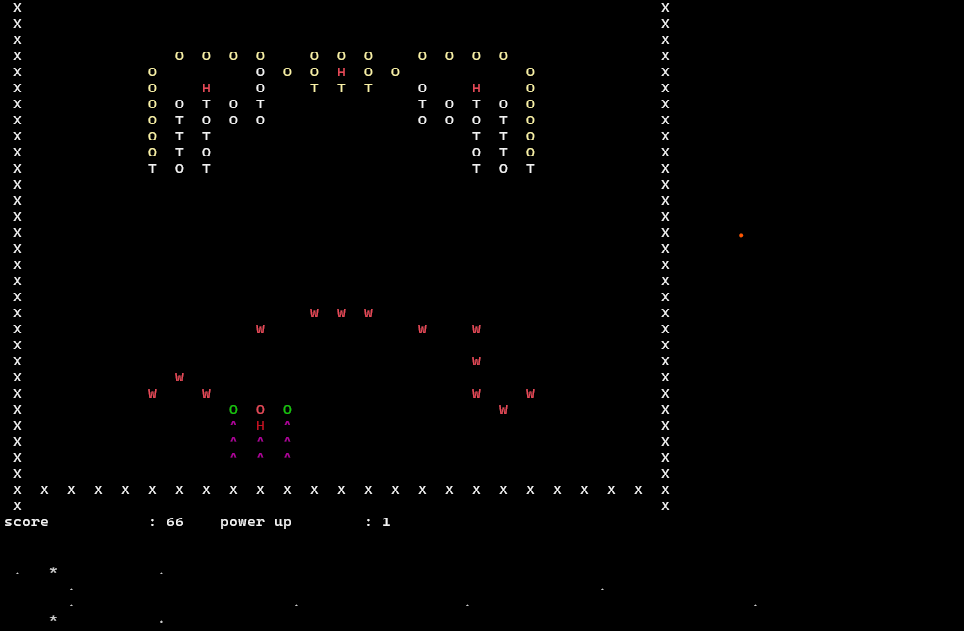 X X
X X
X X
X O O O O O O O O O O O X
X O O O O H O O O X
X O H O T T T O H O X
X O O T O T T O T O O X
X O T O O O O O O T O X
X O T T T T O X
X O T O O T O X
X T O T T O T X
X X
X X
X X
X X
X X
X X
X X
X X
X W W W X
X W W W X
X X
X W X
X W X
X W W W W X
X O O O W X
X ^ H ^ X
X ^ ^ ^ X
X ^ ^ ^ X
X X
X X X X X X X X X X X X X X X X X X X X X X X X X
X X
score : 66 power up : 1
. * .
. .
. . . .
* .